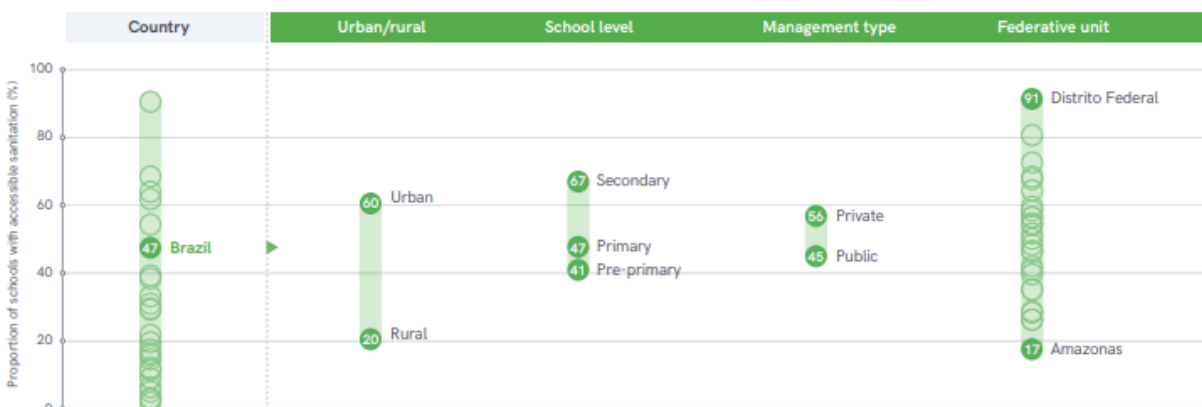 Country Urban/rural School level Management type Federative unit
Proportion of schools with accessible sanitation (%)
100
91 Distrito Federal
80
67 Secondary
60 Urban
60
56 Private
47 Brazil
47 Primary
45 Public
41 Pre-primary
40
20 Rural
20
17 Amazonas